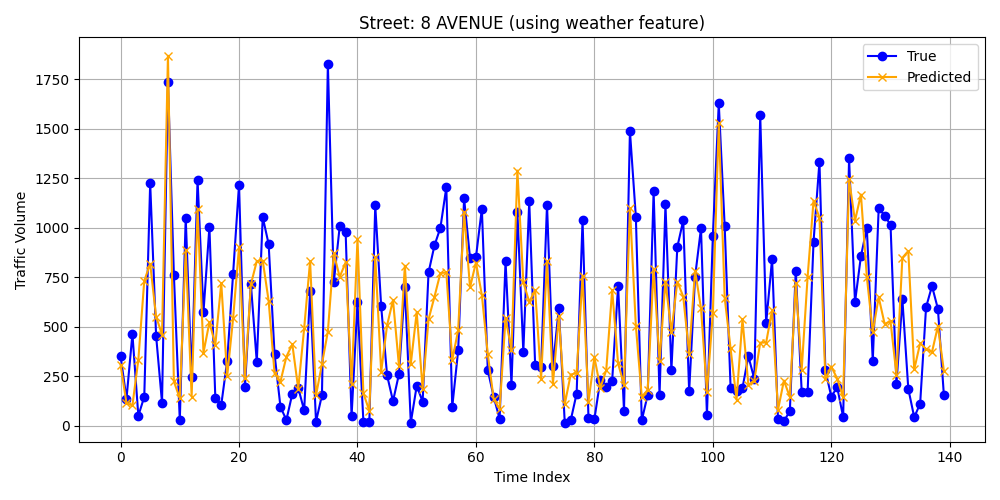 Street: 8 AVENUE (using weather feature)
True
Predicted
Traffic Volume
1750
1500
1250
1000
750
500
250
0
0 20 40 60 80 100 120 140
Time Index